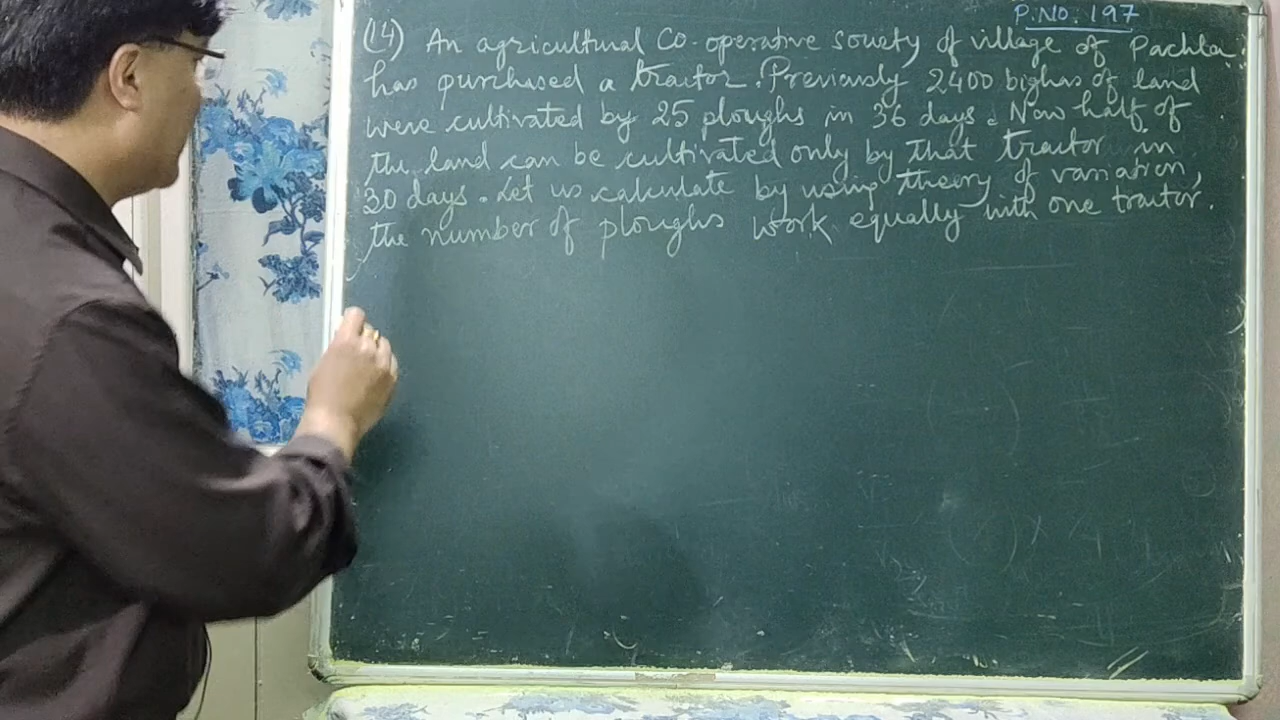 P.NO. 197
(14) An agricultural Co-operative society of village of Pachla
has purchased a tractor. Previously 2400 bighas of land
were cultivated by 25 ploughs in 36 days. Now half of
the land can be cultivated only by that tractor in
30 days. Let us calculate by using theory of variation,
the number of ploughs work equally with one tractor.